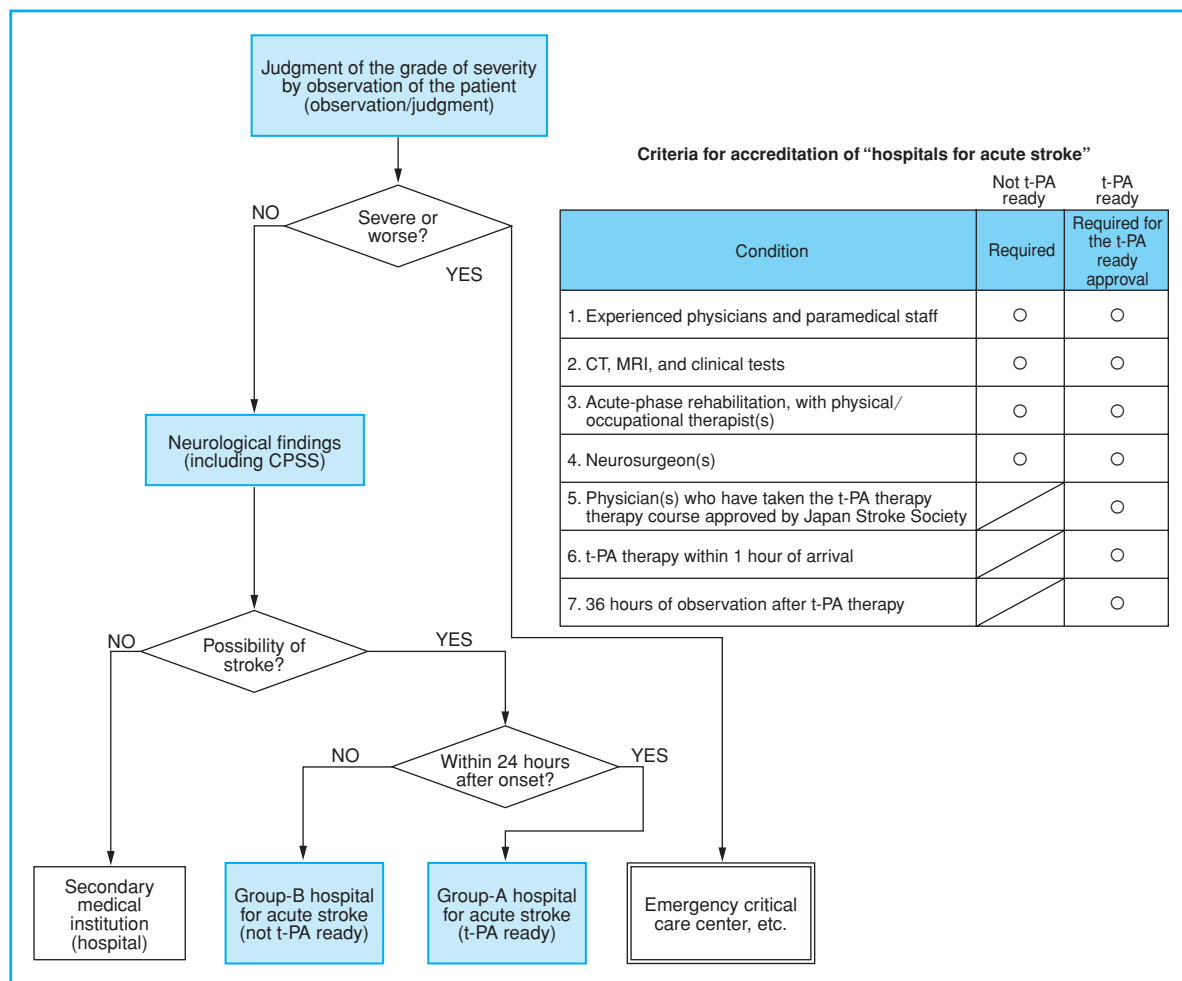 Judgment of the grade of severity
by observation of the patient
(observation/judgment)
Severe or
worse?
NO
YES
Neurological findings
(including CPSS)
Possibility of
stroke?
NO
YES
Within 24 hours
after onset?
NO
YES
Secondary
medical
institution
(hospital)
Group-B hospital
for acute stroke
(not t-PA ready)
Group-A hospital
for acute stroke
(t-PA ready)
Emergency critical
care center, etc.
Criteria for accreditation of “hospitals for acute stroke”
Not t-PA
ready
t-PA
ready
Condition
Required
Required for
the t-PA
ready
approval
1. Experienced physicians and paramedical staff ○ ○
2. CT, MRI, and clinical tests ○ ○
3. Acute-phase rehabilitation, with physical/
occupational therapist(s) ○ ○
4. Neurosurgeon(s) ○ ○
5. Physician(s) who have taken the t-PA therapy
therapy course approved by Japan Stroke Society ○
6. t-PA therapy within 1 hour of arrival ○
7. 36 hours of observation after t-PA therapy ○